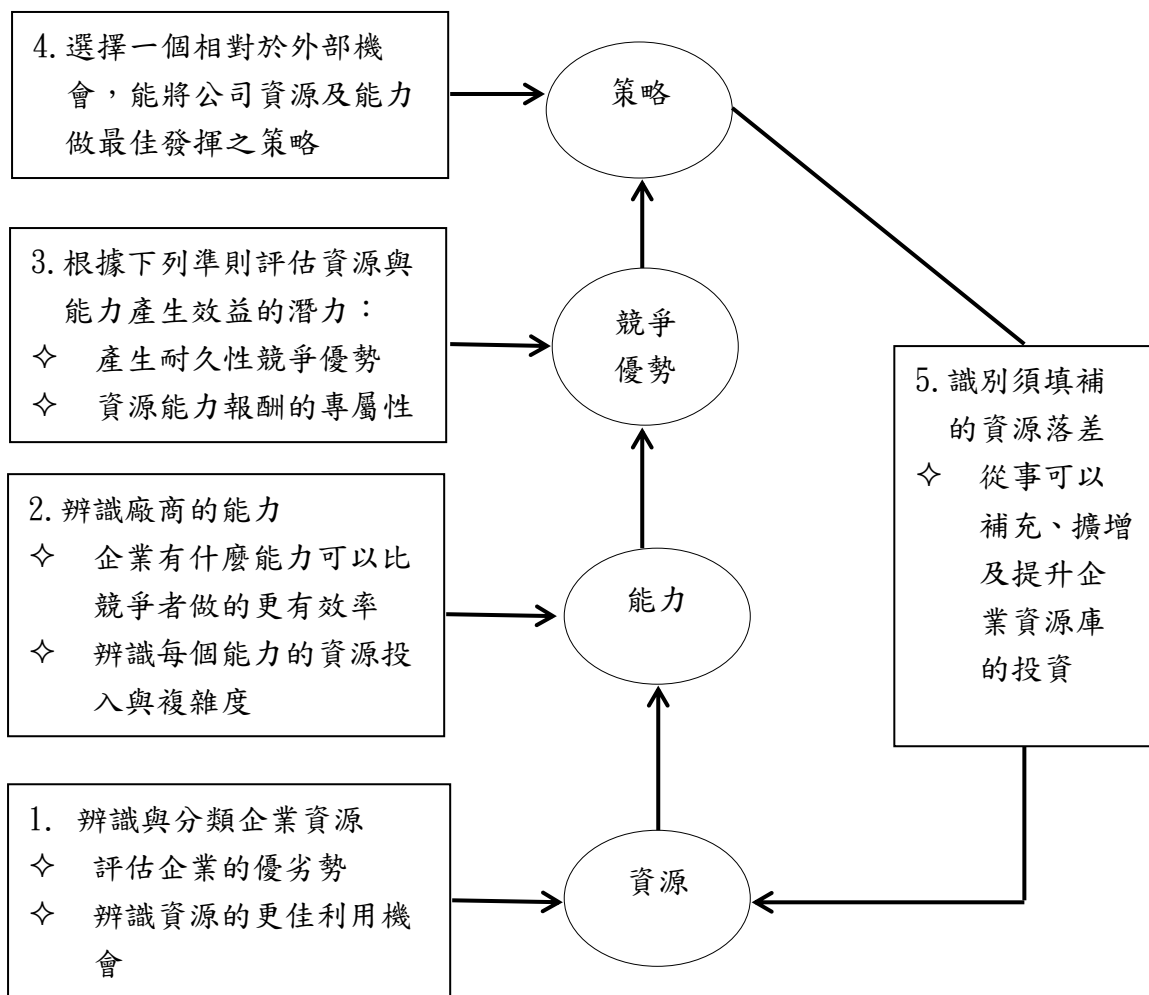 4.選擇一個相對於外部機
會，能將公司資源及能力
做最佳發揮之策略
策略
3.根據下列準則評估資源與
能力產生效益的潛力：
✧ 產生耐久性競爭優勢
✧ 資源能力報酬的專屬性
競爭
優勢
5.識別須填補
的資源落差
✧ 從事可以
補充、擴增
及提升企
業資源庫
的投資
2.辨識廠商的能力
✧ 企業有什麼能力可以比
競爭者做的更有效率
✧ 辨識每個能力的資源投
入與複雜度
能力
1. 辨識與分類企業資源
✧ 評估企業的優劣勢
✧ 辨識資源的更佳利用機
會
資源